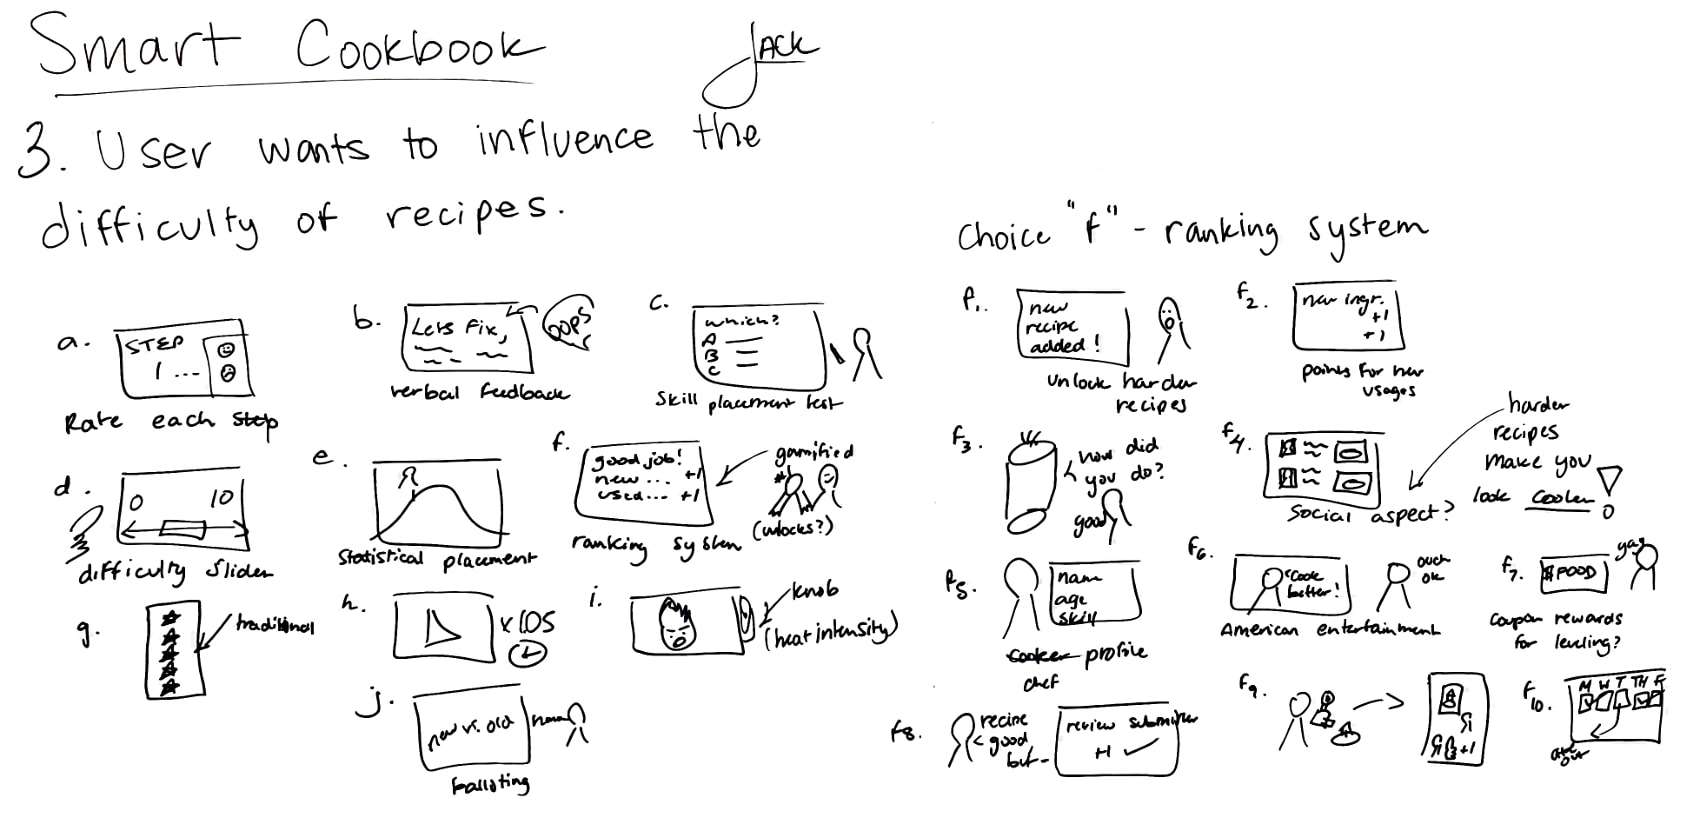 Smart Cookbook
JACK
3. User wants to influence the
difficulty of recipes.
a.
STEP
1 ...
Rate each step
b.
Lets Fix,
oops
verbal feedback
c.
which?
A
B
C
Skill placement test
d.
0 10
difficulty slider
e.
Statistical placement
f.
good job!
new ... +1
used... +1
gamified
#1
(unlocks?)
ranking system
g.
traditional
h.
x 1.05
i.
knob
(heat intensity)
j.
new vs. old
balloting
Choice "f" - ranking system
f1.
new
recipe
added!
unlock harder
recipes
f2.
new ingr.
+1
+1
points for new
usages
f3.
how did
you do?
good
f4.
harder
recipes
make you
look cooler!
Social aspect?
f5.
name
age
skill
cooker profile
chef
f6.
"Cook
better!
ouch
ok
American entertainment
f7.
$FOOD
yay
Coupon rewards
for leveling?
f8.
recipe
good
but-
review submitted
+1
f9.
+1
f10.
M W T TH F